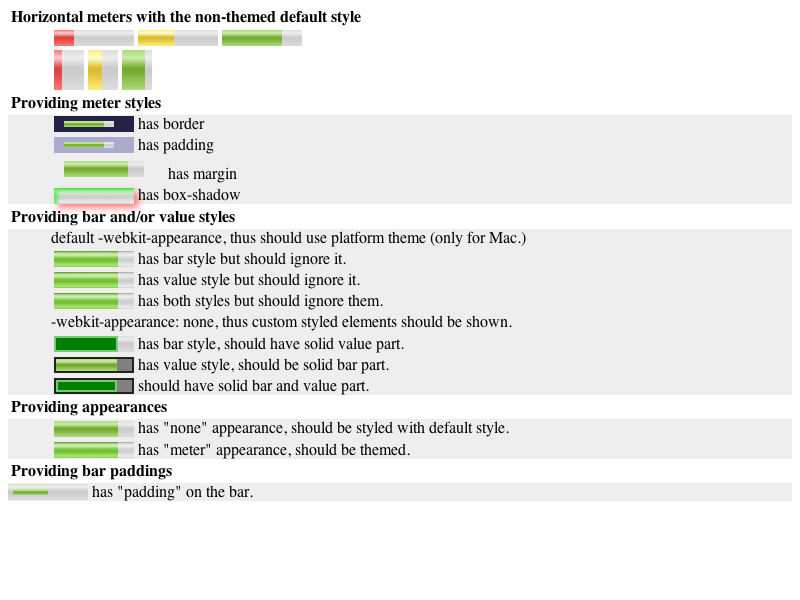 Horizontal meters with the non-themed default style
Providing meter styles
has border
has padding
has margin
has box-shadow
Providing bar and/or value styles
default -webkit-appearance, thus should use platform theme (only for Mac.)
has bar style but should ignore it.
has value style but should ignore it.
has both styles but should ignore them.
-webkit-appearance: none, thus custom styled elements should be shown.
has bar style, should have solid value part.
has value style, should be solid bar part.
should have solid bar and value part.
Providing appearances
has "none" appearance, should be styled with default style.
has "meter" appearance, should be themed.
Providing bar paddings
has "padding" on the bar.